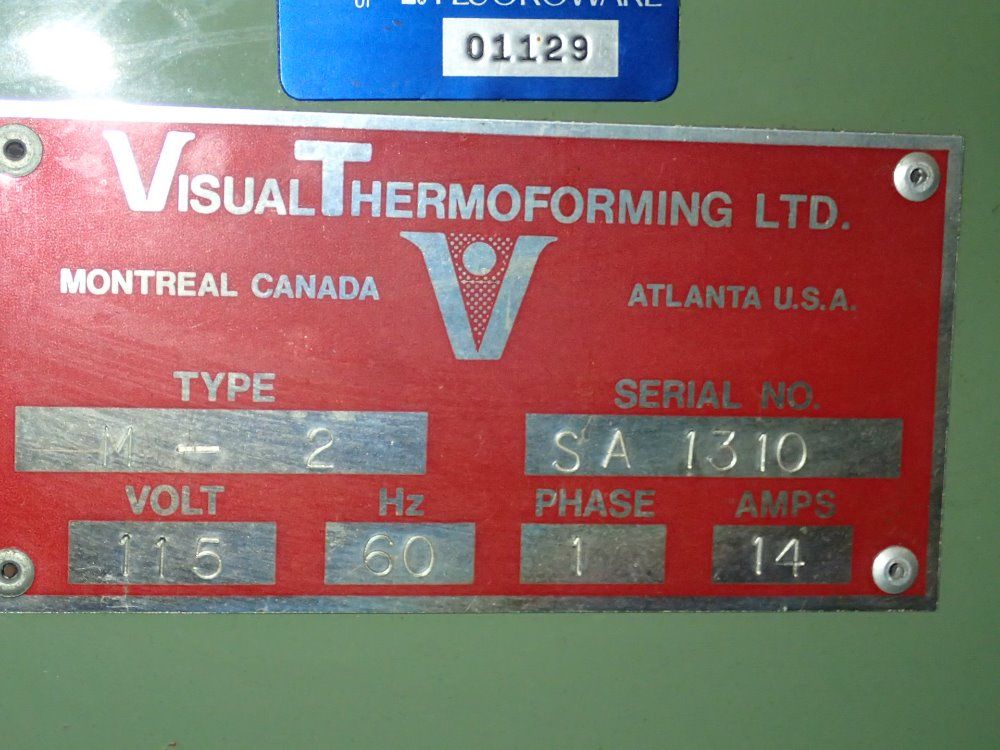 FLUOROWARE
01129
VISUAL THERMOFORMING LTD.
MONTREAL CANADA
ATLANTA U.S.A.
TYPE SERIAL NO.
M - 2 SA 1310
VOLT Hz PHASE AMPS
115 60 1 14